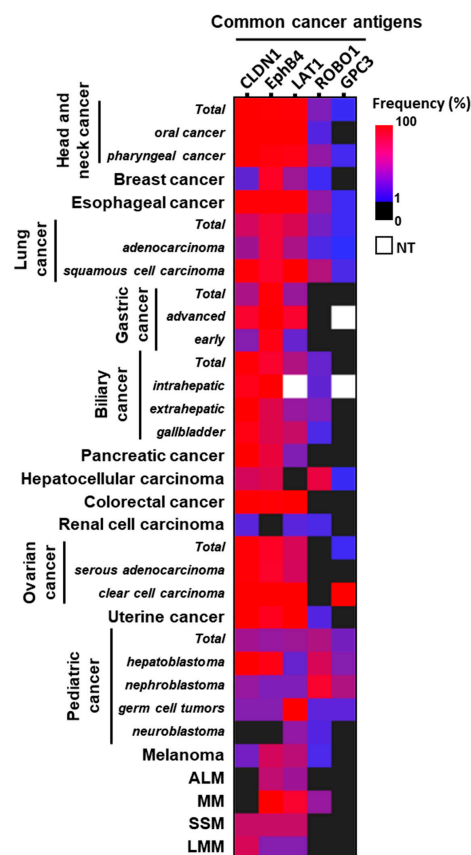 Common cancer antigens
CLDN1
EphB4
LAT1
ROBO1
GPC3
Frequency (%)
100
1
0
NT
Head and
neck cancer
Total
oral cancer
pharyngeal cancer
Breast cancer
Esophageal cancer
Lung
cancer
Total
adenocarcinoma
squamous cell carcinoma
Gastric
cancer
Total
advanced
early
Biliary
cancer
Total
intrahepatic
extrahepatic
gallbladder
Pancreatic cancer
Hepatocellular carcinoma
Colorectal cancer
Renal cell carcinoma
Ovarian
cancer
Total
serous adenocarcinoma
clear cell carcinoma
Uterine cancer
Pediatric
cancer
Total
hepatoblastoma
nephroblastoma
germ cell tumors
neuroblastoma
Melanoma
ALM
MM
SSM
LMM